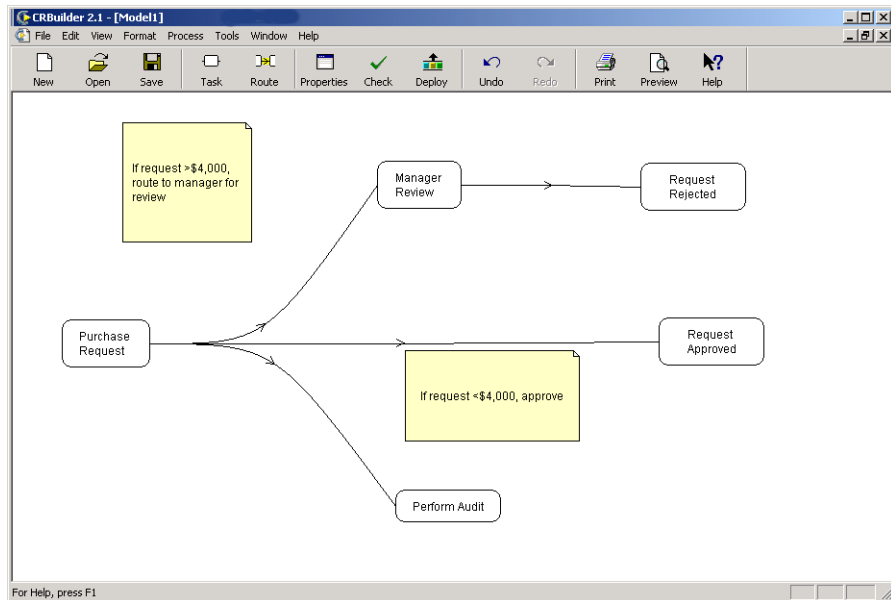 CRBuilder 2.1 - [Model1]
File Edit View Format Process Tools Window Help
New Open Save Task Route Properties Check Deploy Undo Redo Print Preview Help
If request >$4,000,
route to manager for
review
Manager
Review
Request
Rejected
Purchase
Request
Request
Approved
If request <$4,000, approve
Perform Audit
For Help, press F1